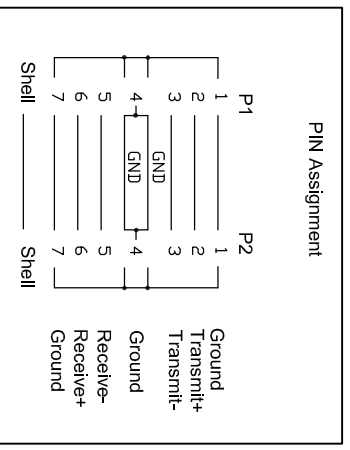 PIN Assignment
P1 P2
1 1 Ground
2 2 Transmit+
3 3 Transmit-
GND
4 4 Ground
GND
5 5 Receive-
6 6 Receive+
7 7 Ground
Shell Shell